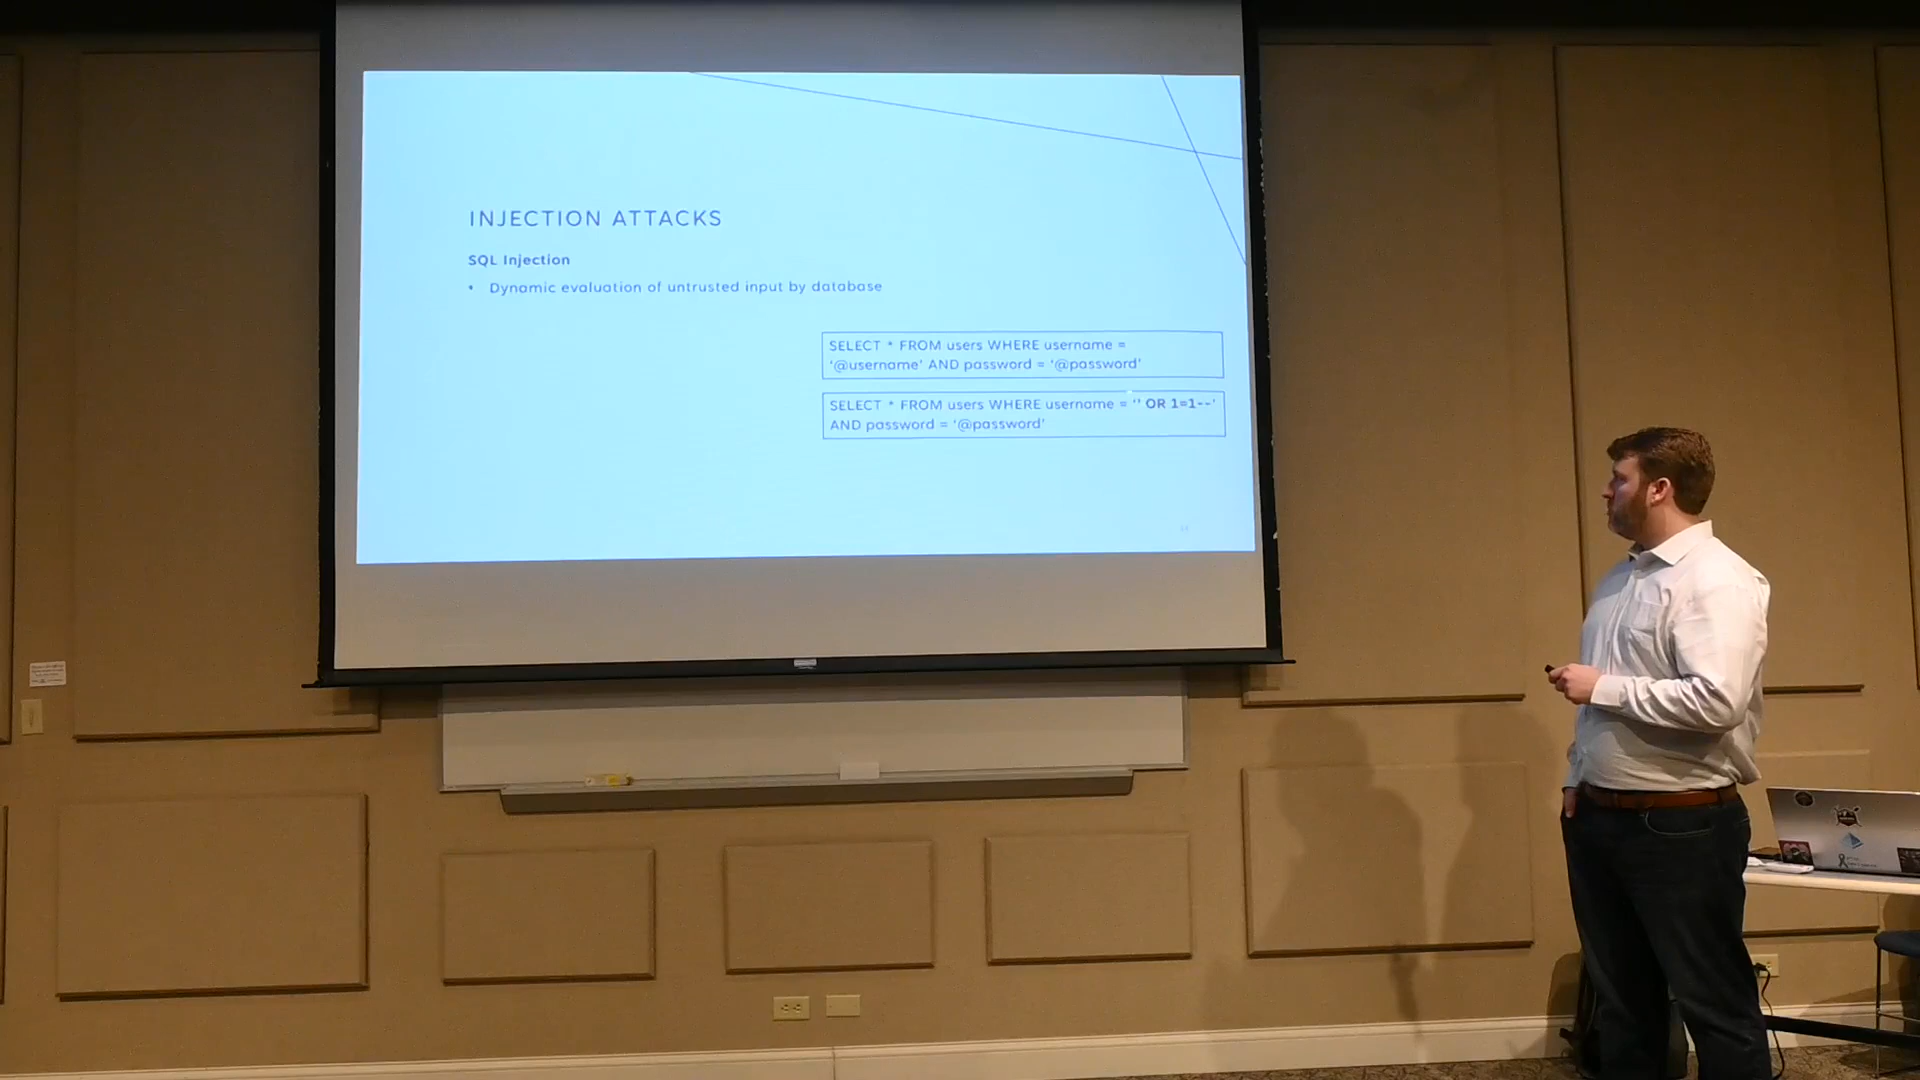 INJECTION ATTACKS
SQL Injection
• Dynamic evaluation of untrusted input by database
SELECT * FROM users WHERE username =
‘@username’ AND password = ‘@password’
SELECT * FROM users WHERE username = ‘’ OR 1=1--’
AND password = ‘@password’